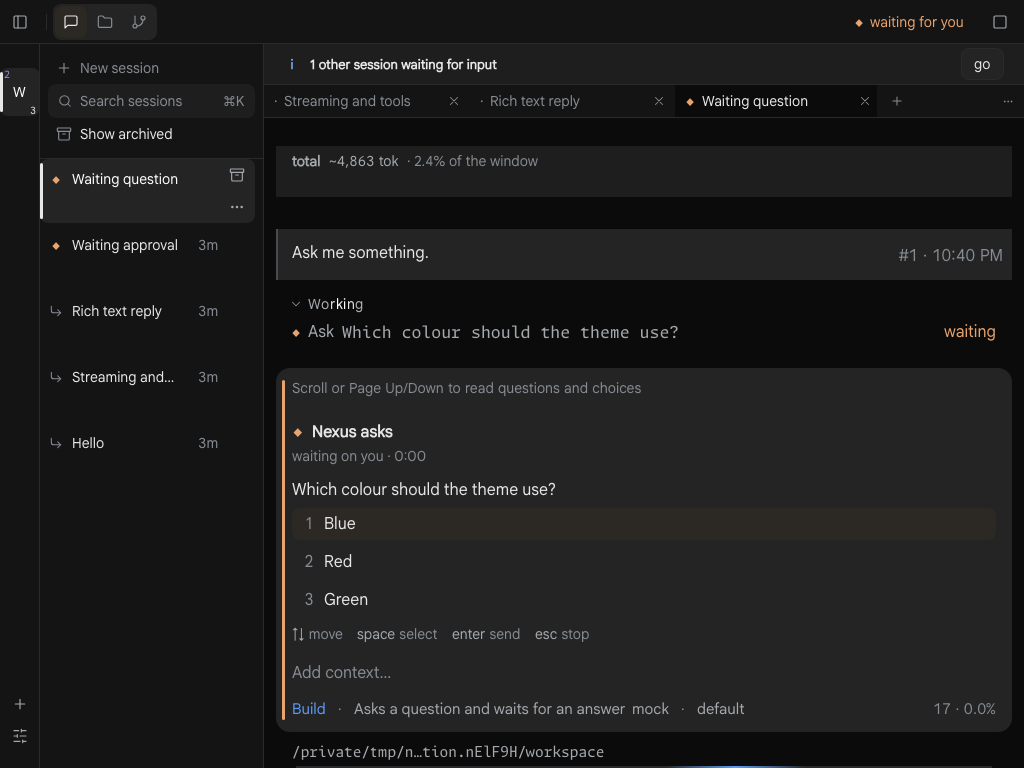 waiting for you
2
W
3
New session
Search sessions ⌘K
Show archived
Waiting question
...
Waiting approval 3m
Rich text reply 3m
Streaming and... 3m
Hello 3m
i 1 other session waiting for input go
· Streaming and tools
· Rich text reply
Waiting question
...
total ~4,863 tok · 2.4% of the window
Ask me something. #1 · 10:40 PM
Working
Ask Which colour should the theme use? waiting
Scroll or Page Up/Down to read questions and choices
Nexus asks
waiting on you · 0:00
Which colour should the theme use?
1 Blue
2 Red
3 Green
↑↓ move space select enter send esc stop
Add context...
Build · Asks a question and waits for an answer mock · default 17 · 0.0%
/private/tmp/n…tion.nElF9H/workspace